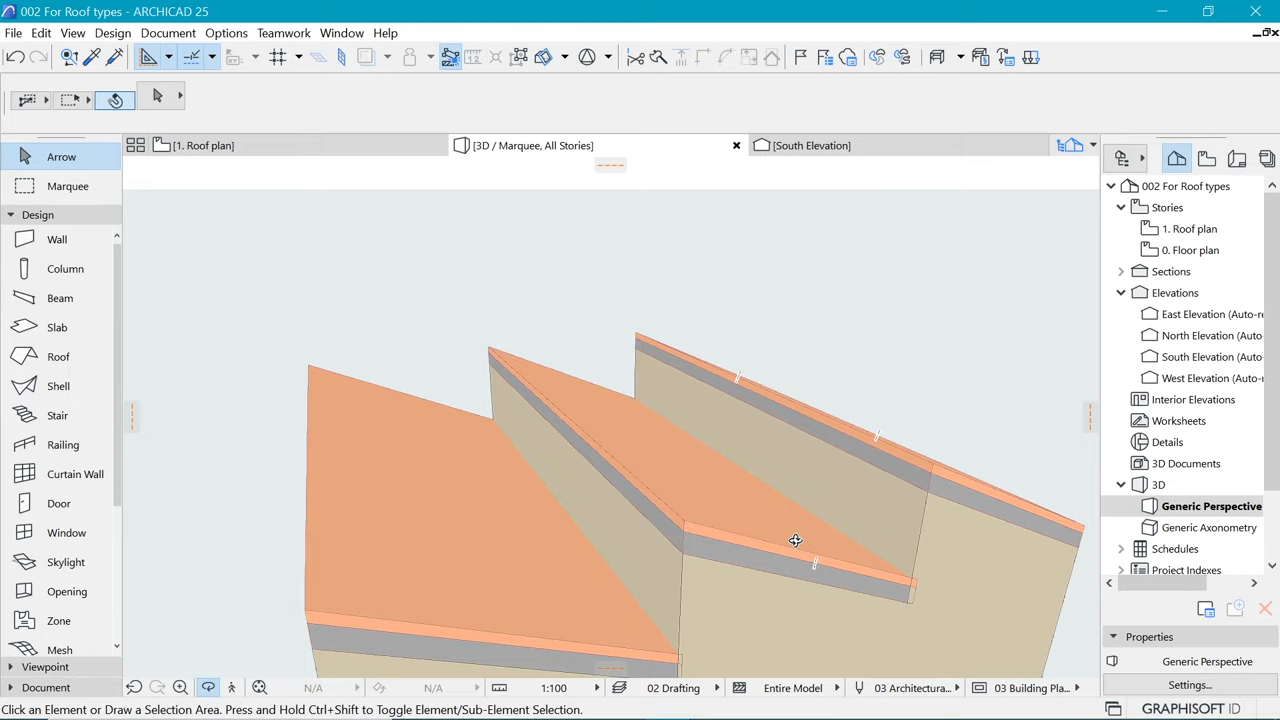 002 For Roof types - ARCHICAD 25
File Edit View Design Document Options Teamwork Window Help
[1. Roof plan]
[3D / Marquee, All Stories]
[South Elevation]
Arrow
Marquee
Design
Wall
Column
Beam
Slab
Roof
Shell
Stair
Railing
Curtain Wall
Door
Window
Skylight
Opening
Zone
Mesh
Viewpoint
Document
002 For Roof types
Stories
1. Roof plan
0. Floor plan
Sections
Elevations
East Elevation (Auto-re
North Elevation (Auto
South Elevation (Auto
West Elevation (Auto-r
Interior Elevations
Worksheets
Details
3D Documents
3D
Generic Perspective
Generic Axonometry
Schedules
Project Indexes
Properties
Generic Perspective
Settings...
N/A
N/A
1:100
02 Drafting
Entire Model
03 Architectura...
03 Building Pla...
Click an Element or Draw a Selection Area. Press and Hold Ctrl+Shift to Toggle Element/Sub-Element Selection.
GRAPHISOFT ID